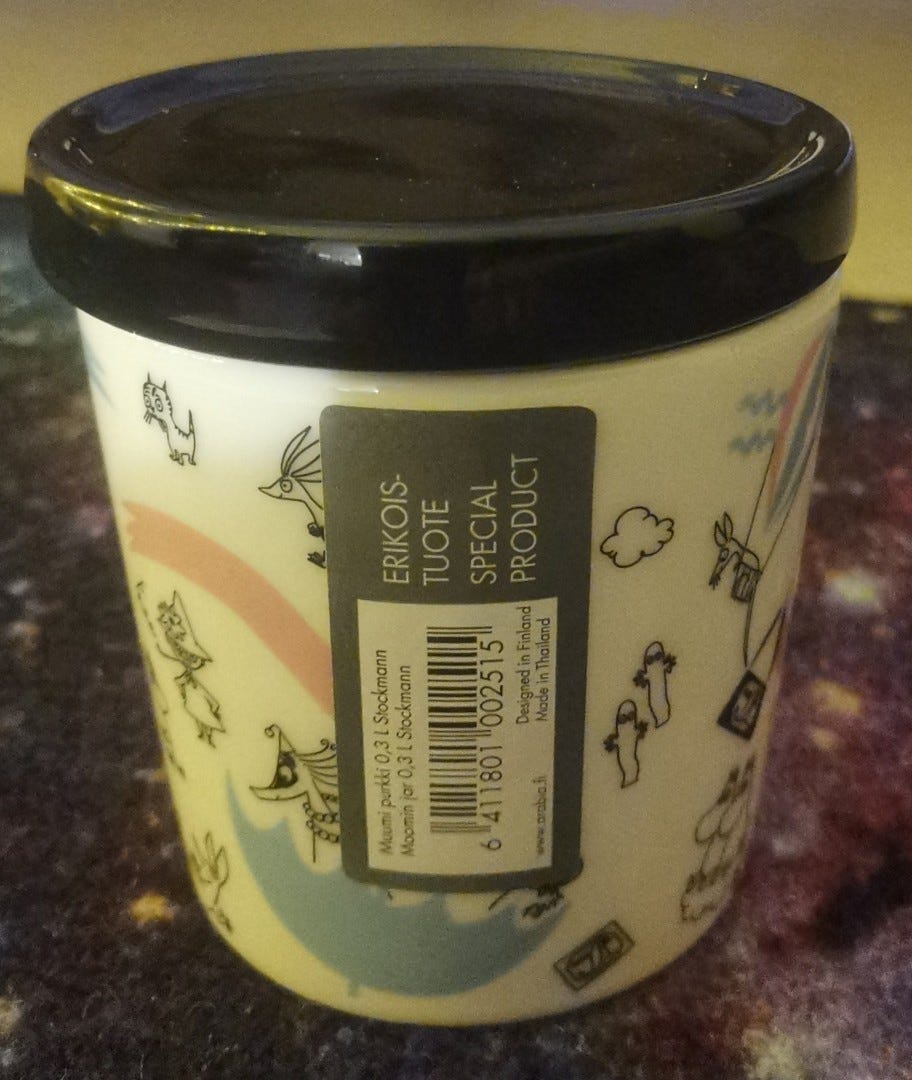 ERIKOIS-
TUOTE
SPECIAL
PRODUCT
Muumi purkki 0,3 L Stockmann
Moomin jar 0,3 L Stockmann
6 411801 002515
Designed in Finland
Made in Thailand
www.arabia.fi